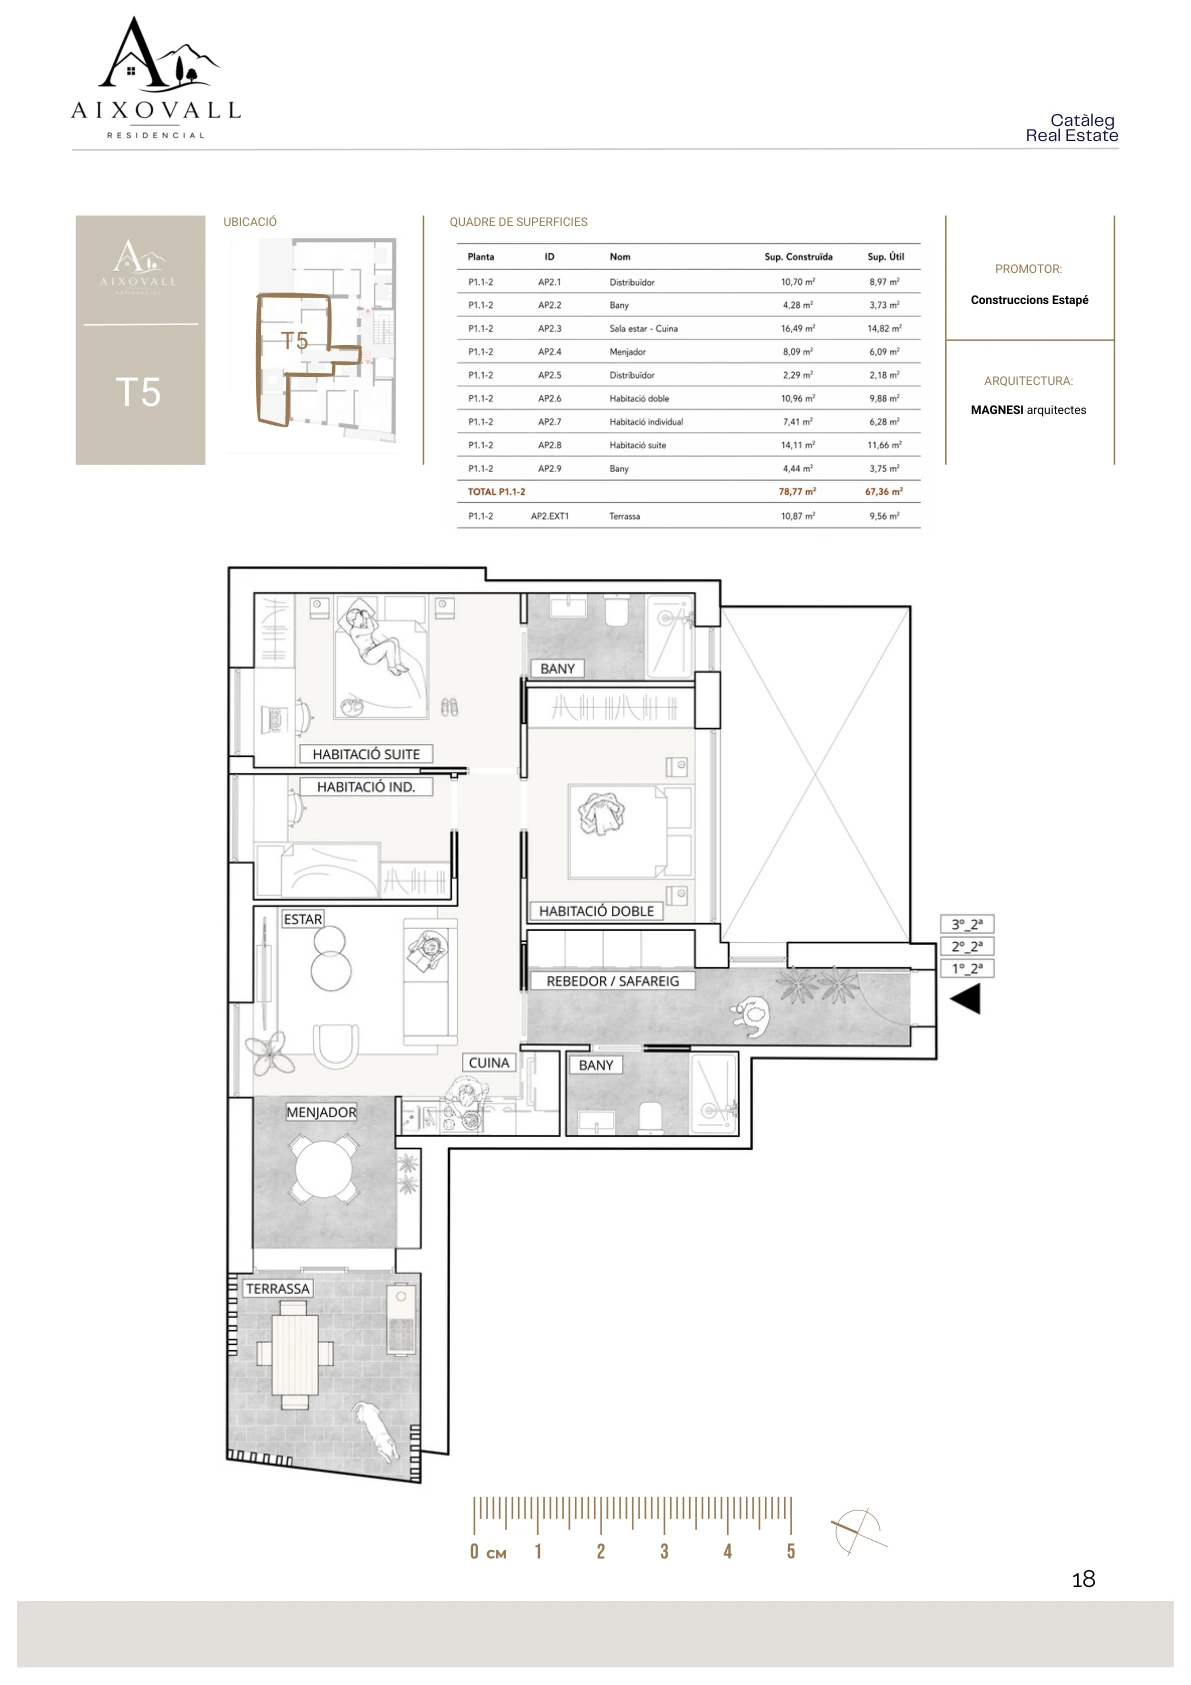 AIXOVALL
RESIDENCIAL
Catàleg
Real Estate
AIXOVALL
RESIDENCIAL
T5
UBICACIÓ
T5
QUADRE DE SUPERFICIES
Planta ID Nom Sup. Construïda Sup. Útil
P1.1-2 AP2.1 Distribuïdor 10,70 m² 8,97 m²
P1.1-2 AP2.2 Bany 4,28 m² 3,73 m²
P1.1-2 AP2.3 Sala estar - Cuina 16,49 m² 14,82 m²
P1.1-2 AP2.4 Menjador 8,09 m² 6,09 m²
P1.1-2 AP2.5 Distribuïdor 2,29 m² 2,18 m²
P1.1-2 AP2.6 Habitació doble 10,96 m² 9,88 m²
P1.1-2 AP2.7 Habitació individual 7,41 m² 6,28 m²
P1.1-2 AP2.8 Habitació suite 14,11 m² 11,66 m²
P1.1-2 AP2.9 Bany 4,44 m² 3,75 m²
TOTAL P1.1-2 78,77 m² 67,36 m²
P1.1-2 AP2.EXT1 Terrassa 10,87 m² 9,56 m²
PROMOTOR:
Construccions Estapé
ARQUITECTURA:
MAGNESI arquitectes
BANY
HABITACIÓ SUITE
HABITACIÓ IND.
HABITACIÓ DOBLE
ESTAR
3º_2ª
2º_2ª
1º_2ª
REBEDOR / SAFAREIG
CUINA
BANY
MENJADOR
TERRASSA
0 CM 1 2 3 4 5
18